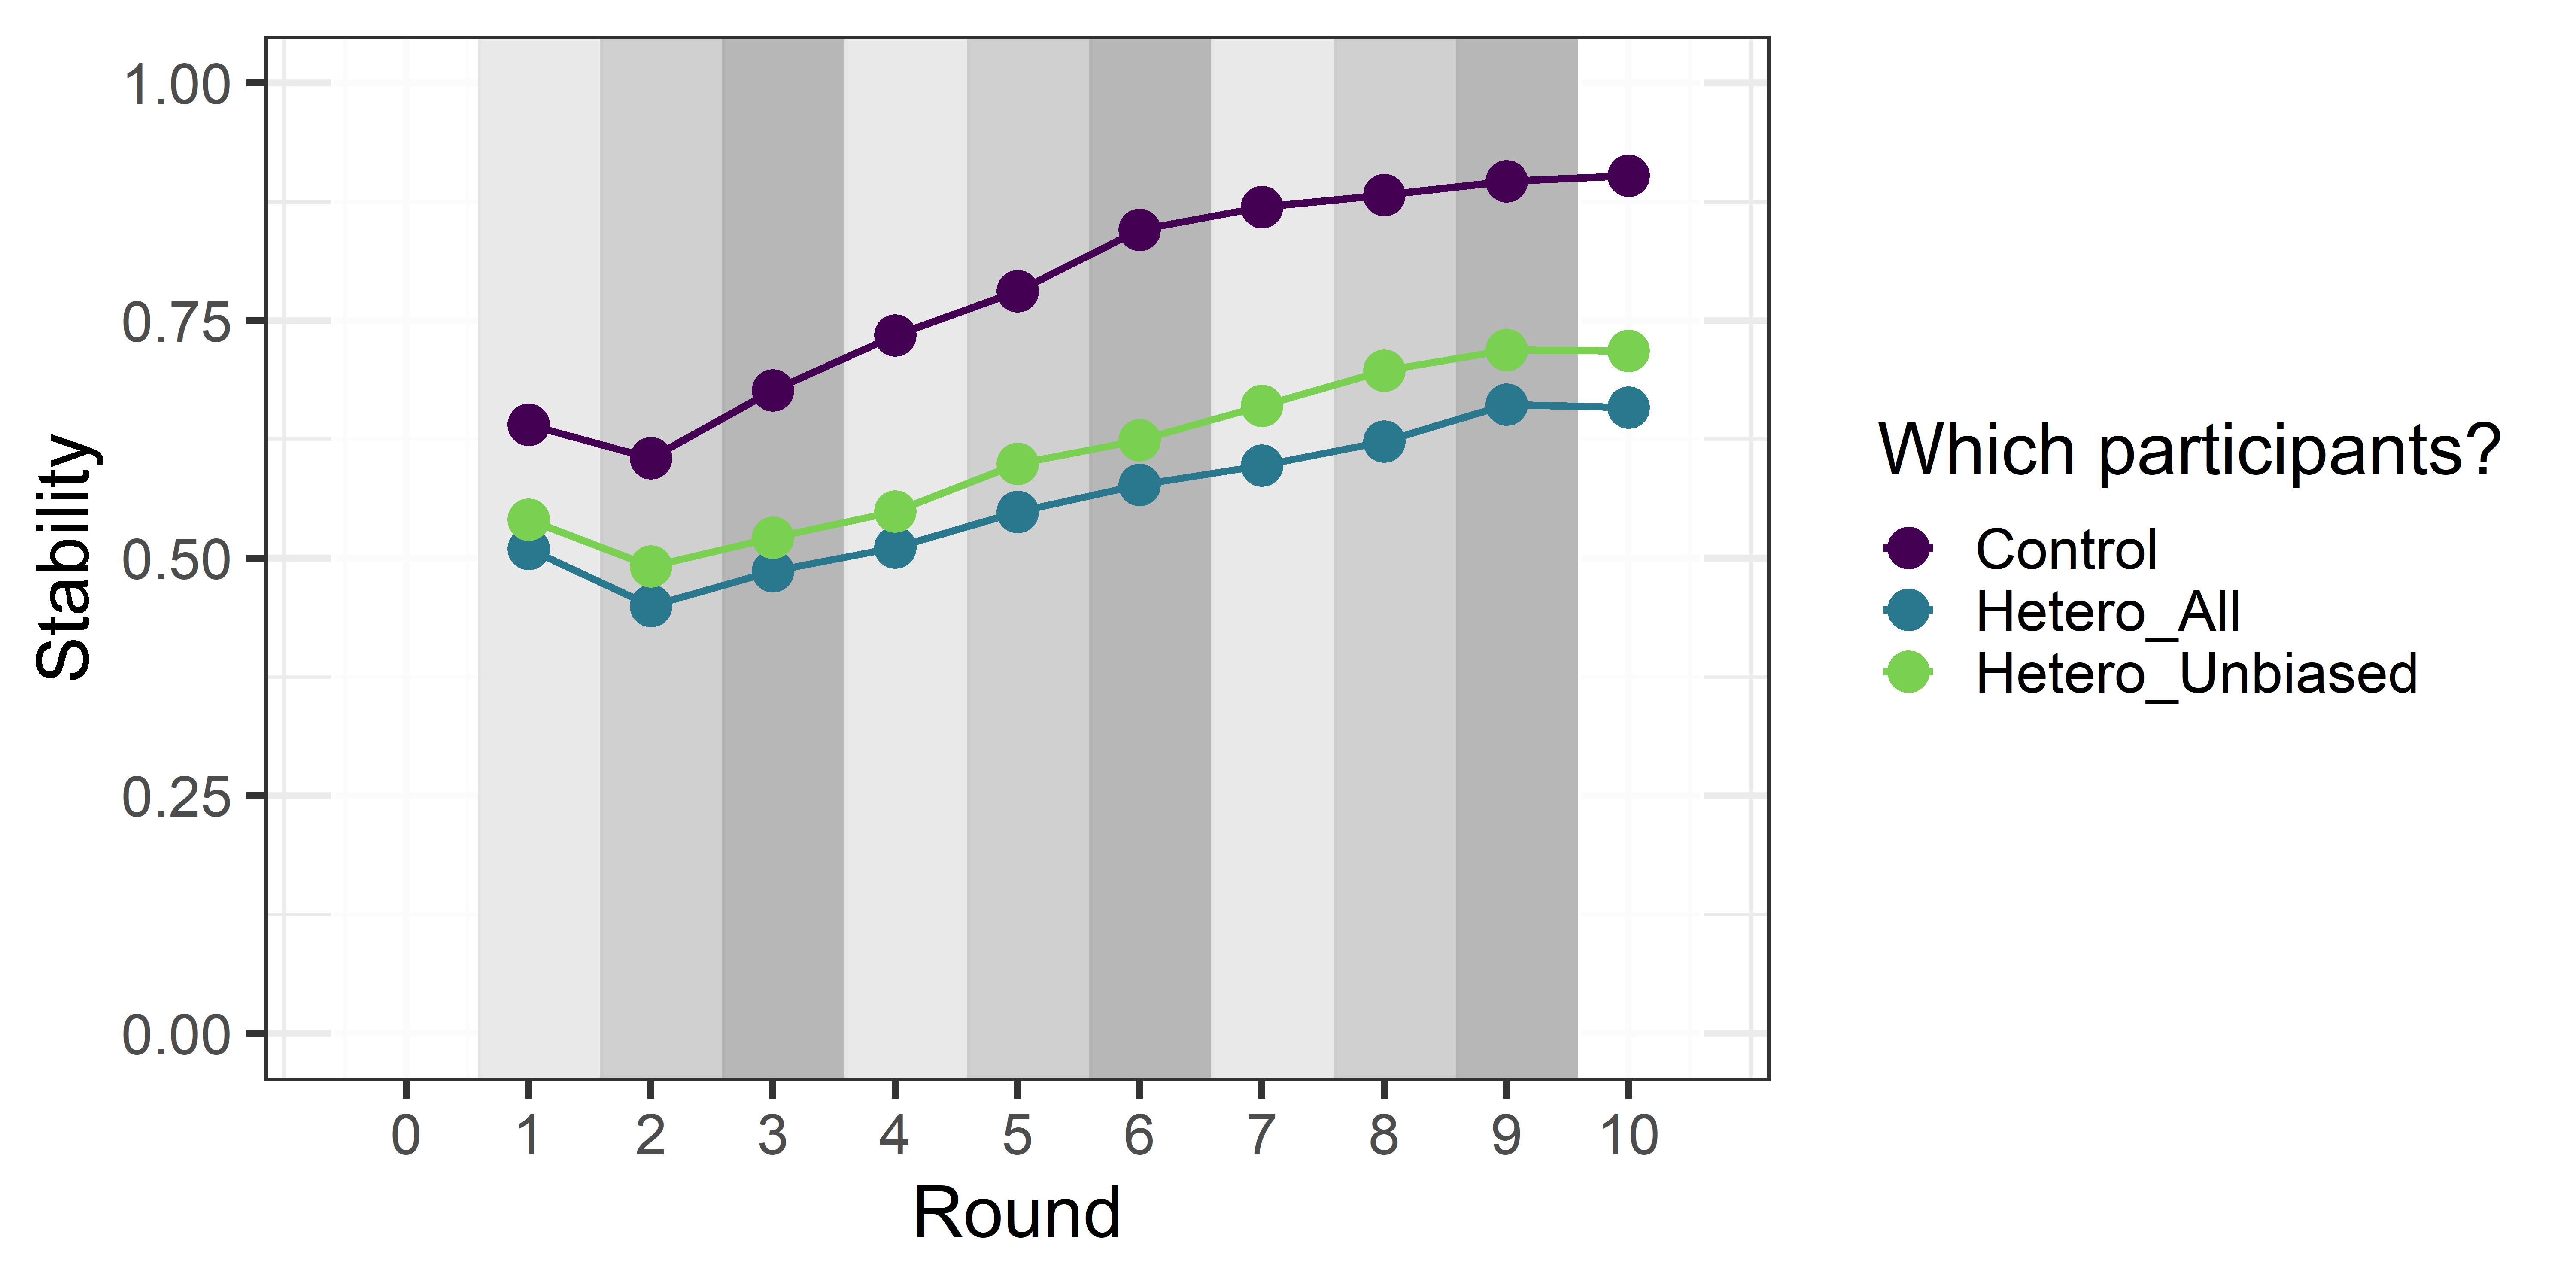 1.00
0.75
0.50
0.25
0.00
Stability
0 1 2 3 4 5 6 7 8 9 10
Round
Which participants?
Control
Hetero_All
Hetero_Unbiased